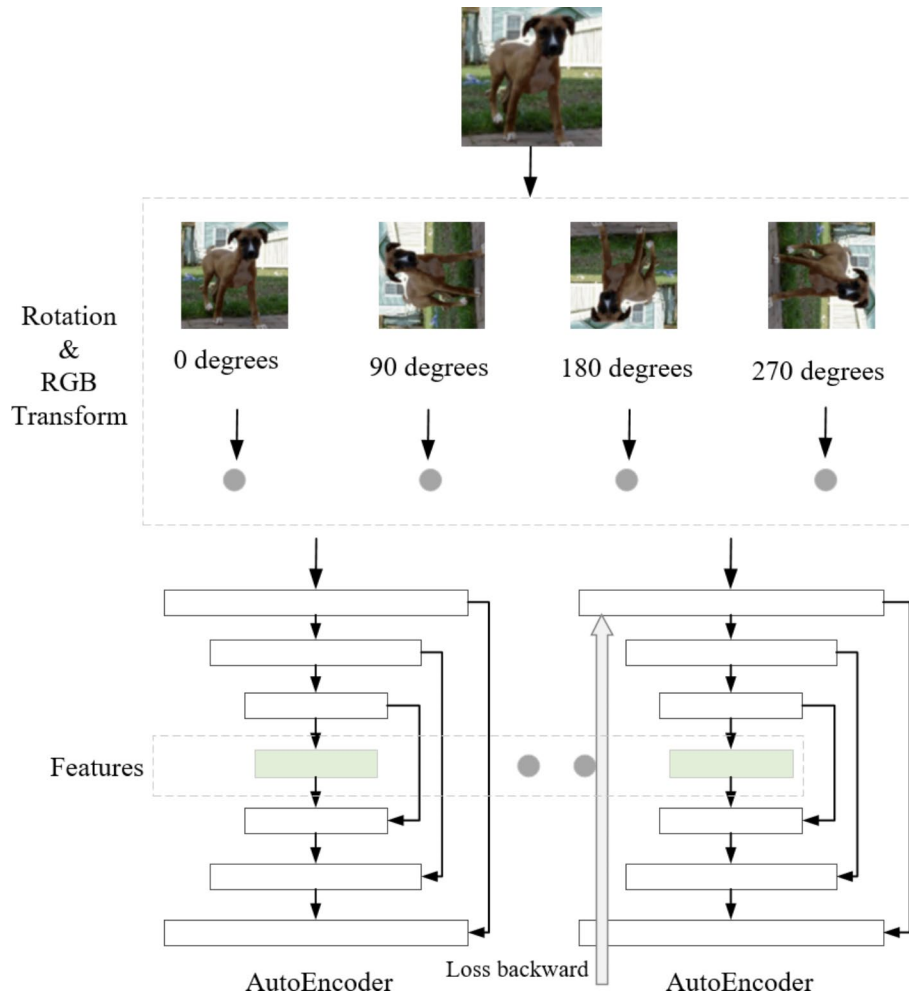 Rotation
&
RGB
Transform
0 degrees
90 degrees
180 degrees
270 degrees
Features
Loss backward
AutoEncoder
AutoEncoder